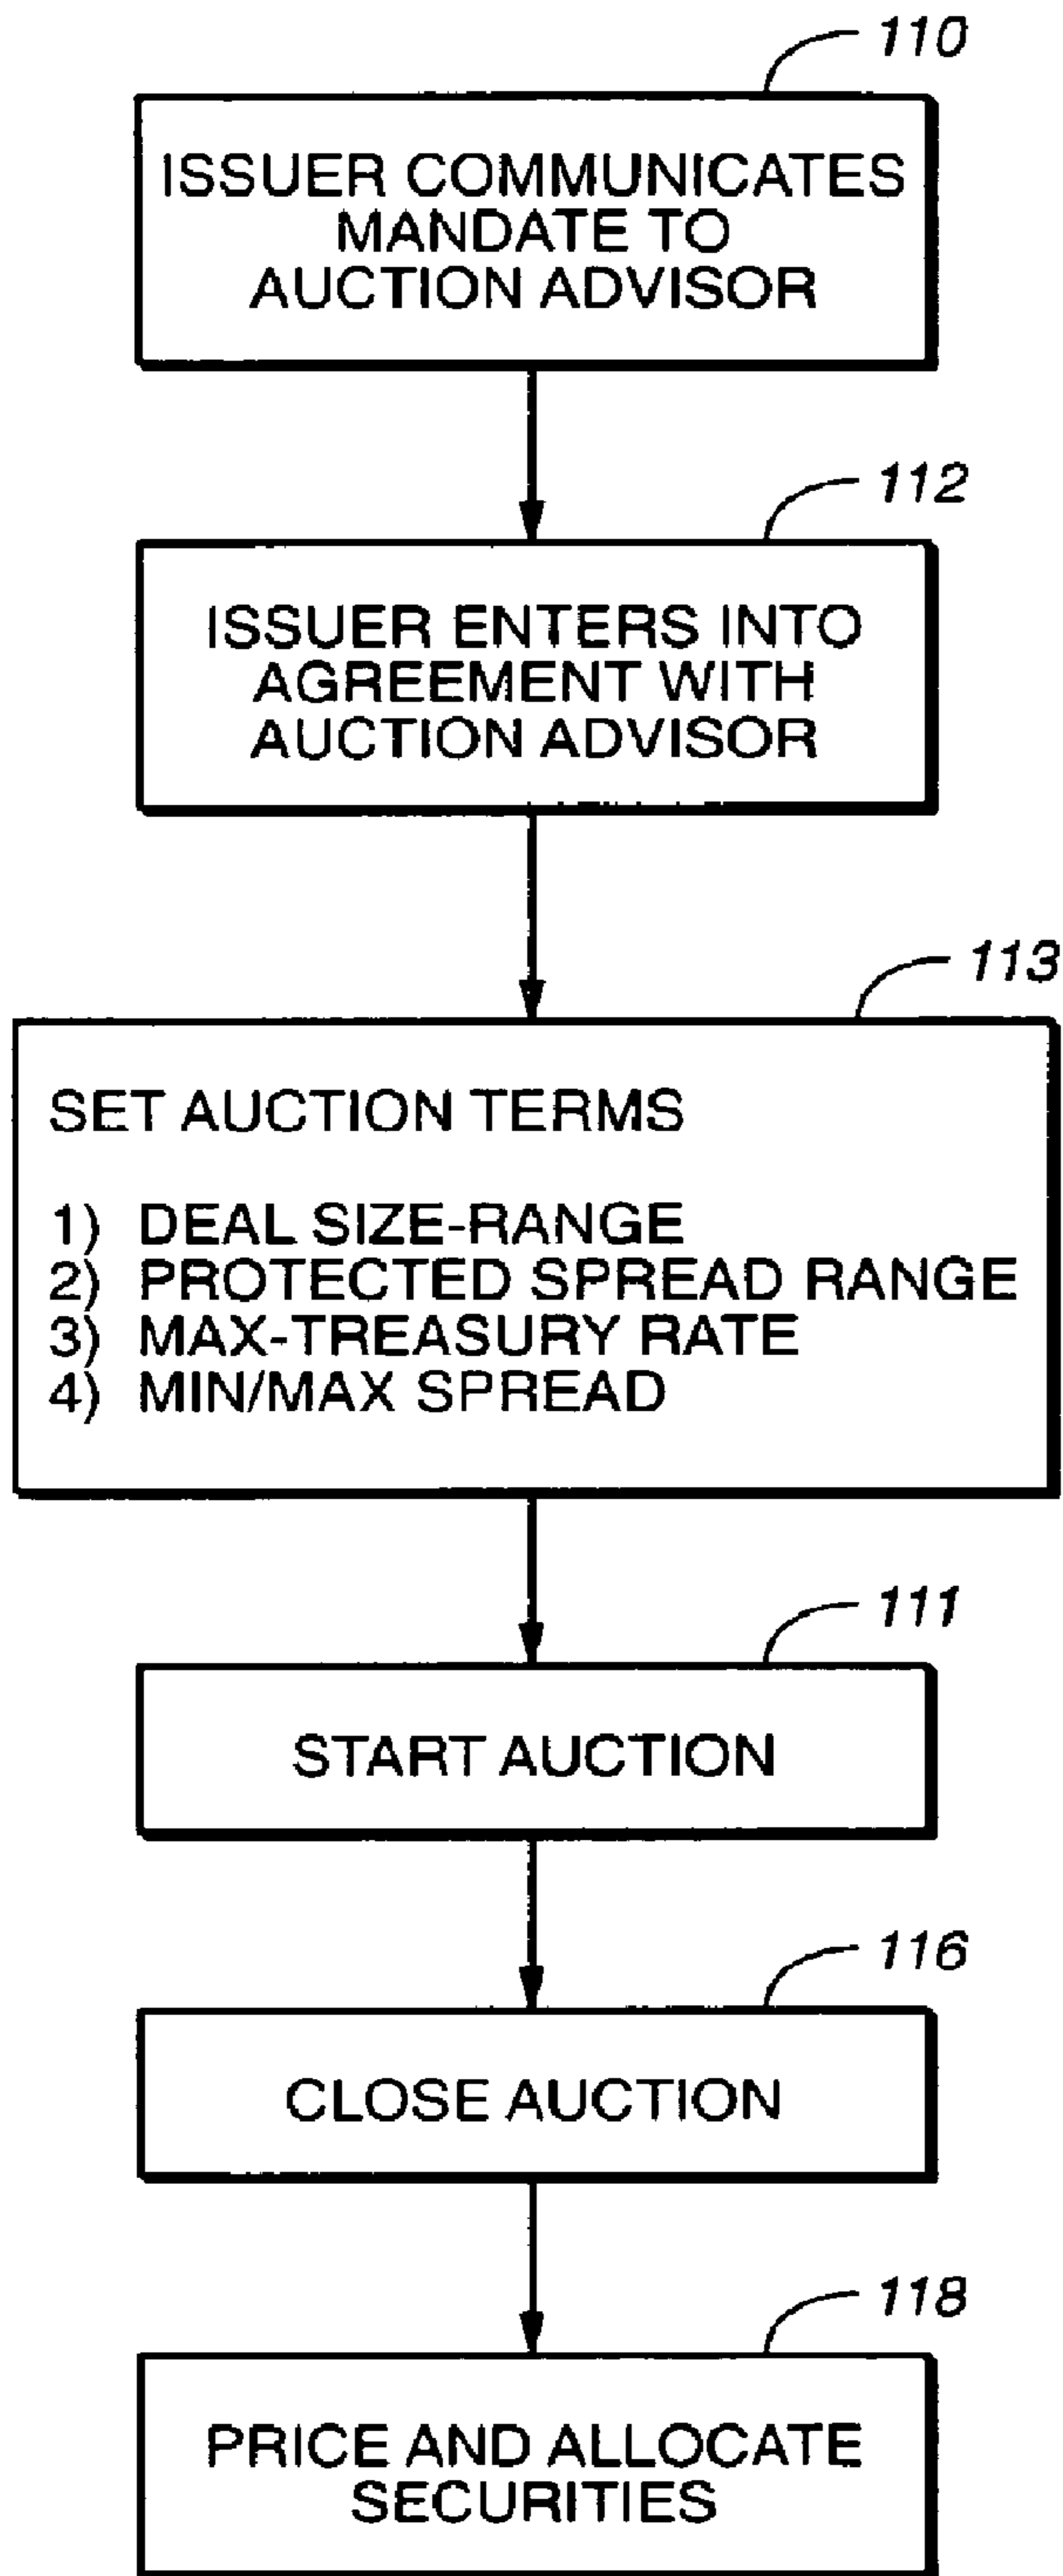 110
ISSUER COMMUNICATES
MANDATE TO
AUCTION ADVISOR
112
ISSUER ENTERS INTO
AGREEMENT WITH
AUCTION ADVISOR
113
SET AUCTION TERMS
1) DEAL SIZE-RANGE
2) PROTECTED SPREAD RANGE
3) MAX-TREASURY RATE
4) MIN/MAX SPREAD
111
START AUCTION
116
CLOSE AUCTION
118
PRICE AND ALLOCATE
SECURITIES